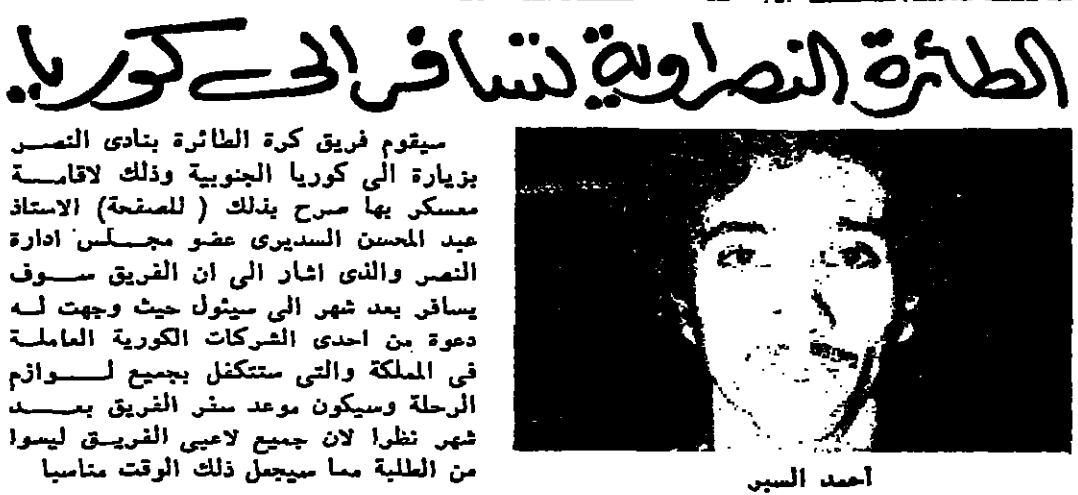 الطائرة النصراوية تسافر الى كوريا
سيقوم فريق كرة الطائرة بنادى النصر
بزيارة الى كوريا الجنوبية وذلك لاقامة
معسكر بها صرح بذلك ( للصفحة) الاستاذ
عبد المحسن السديرى عضو مجلس ادارة
النصر والذى اشار الى ان الفريق سوف
يسافر بعد شهر الى سيئول حيث وجهت له
دعوة من احدى الشركات الكورية العاملة
فى المملكة والتى ستتكفل بجميع لوازم
الرحلة وسيكون موعد سفر الفريق بعد
شهر نظرا لان جميع لاعبى الفريق ليسوا
من الطلبة مما سيجعل ذلك الوقت مناسبا
أحمد السبر